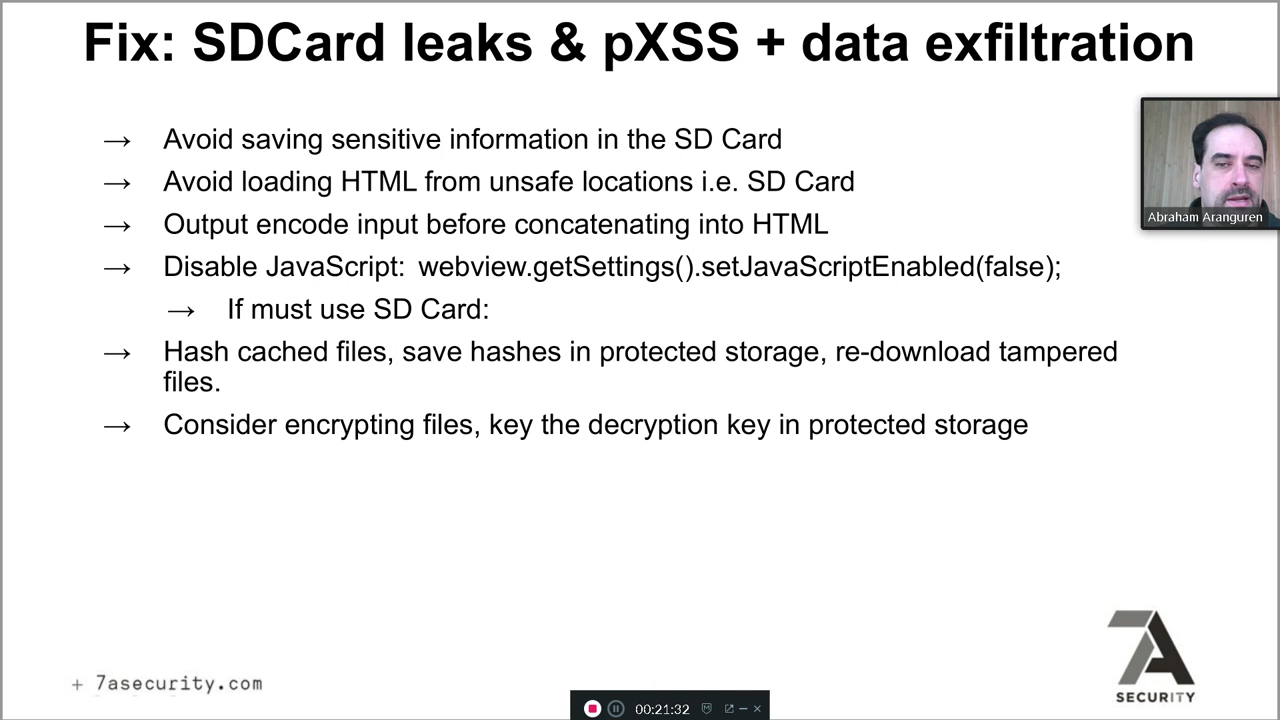 Fix: SDCard leaks & pXSS + data exfiltration
→ Avoid saving sensitive information in the SD Card
→ Avoid loading HTML from unsafe locations i.e. SD Card
→ Output encode input before concatenating into HTML
→ Disable JavaScript: webview.getSettings().setJavaScriptEnabled(false);
→ If must use SD Card:
→ Hash cached files, save hashes in protected storage, re-download tampered
files.
→ Consider encrypting files, key the decryption key in protected storage
Abraham Aranguren
+ 7asecurity.com
00:21:32
7A
SECURITY